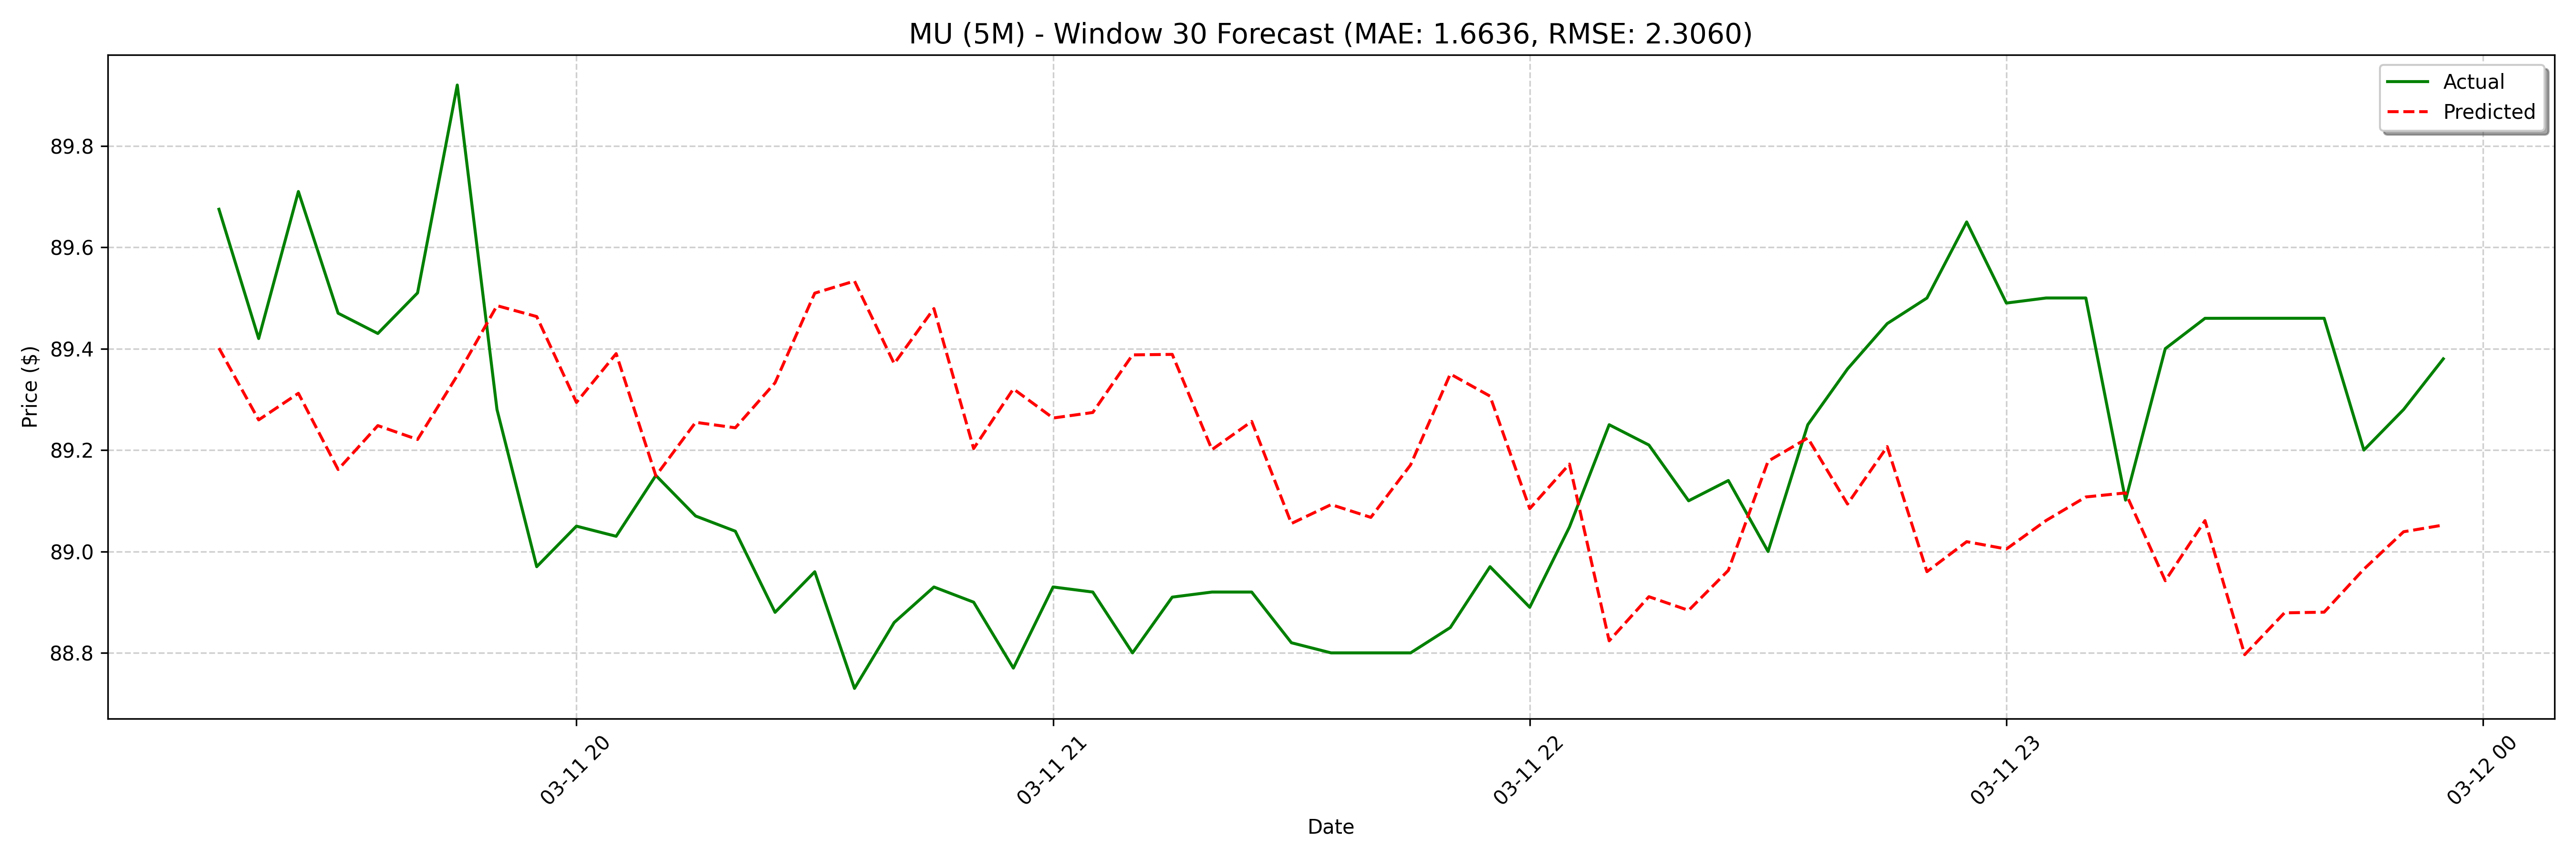 MU (5M) - Window 30 Forecast (MAE: 1.6636, RMSE: 2.3060)
Actual
Predicted
Price ($)
89.8
89.6
89.4
89.2
89.0
88.8
03-11 20
03-11 21
03-11 22
03-11 23
03-12 00
Date